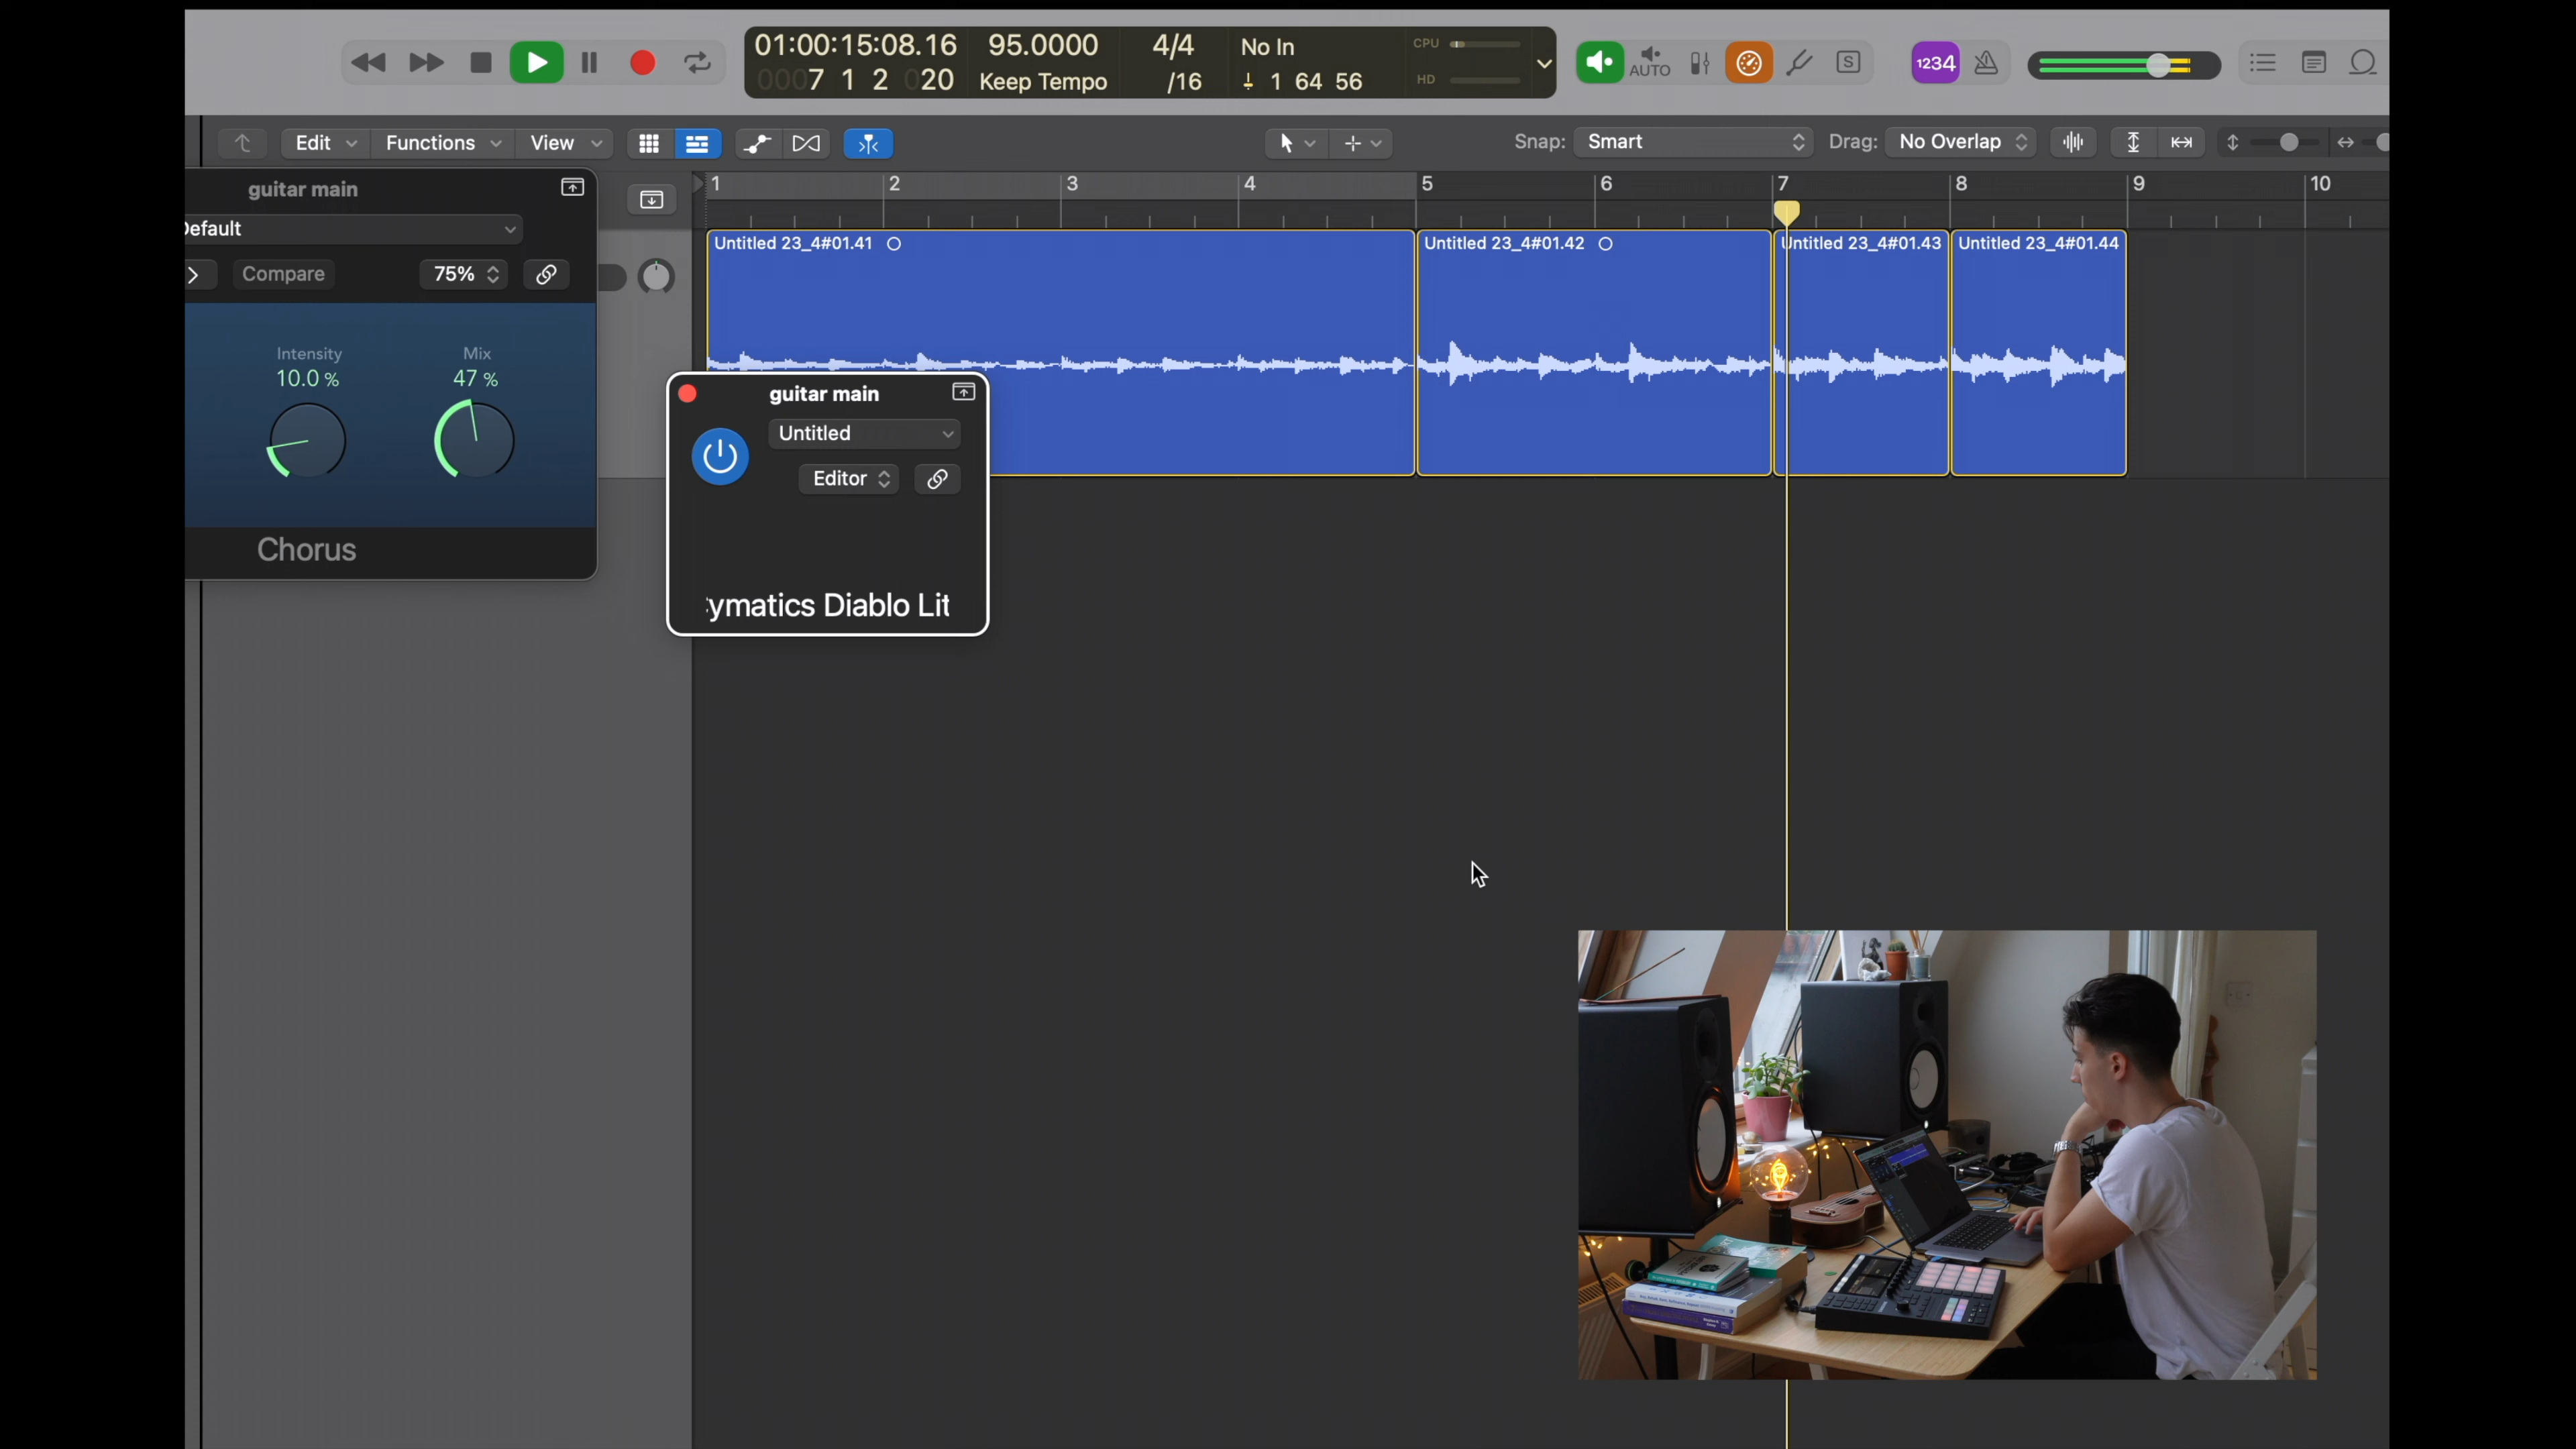 01:00:15:08.16 95.0000 4/4 No In CPU
0007 1 2 020 Keep Tempo /16 1 64 56 HD
AUTO S 1234
Edit Functions View Snap: Smart Drag: No Overlap
1 2 3 4 5 6 7 8 9 10
guitar main
Default
Compare 75%
Intensity Mix
10.0 % 47 %
Chorus
Untitled 23_4#01.41 Untitled 23_4#01.42 Untitled 23_4#01.43 Untitled 23_4#01.44
guitar main
Untitled
Editor
ymatics Diablo Lit